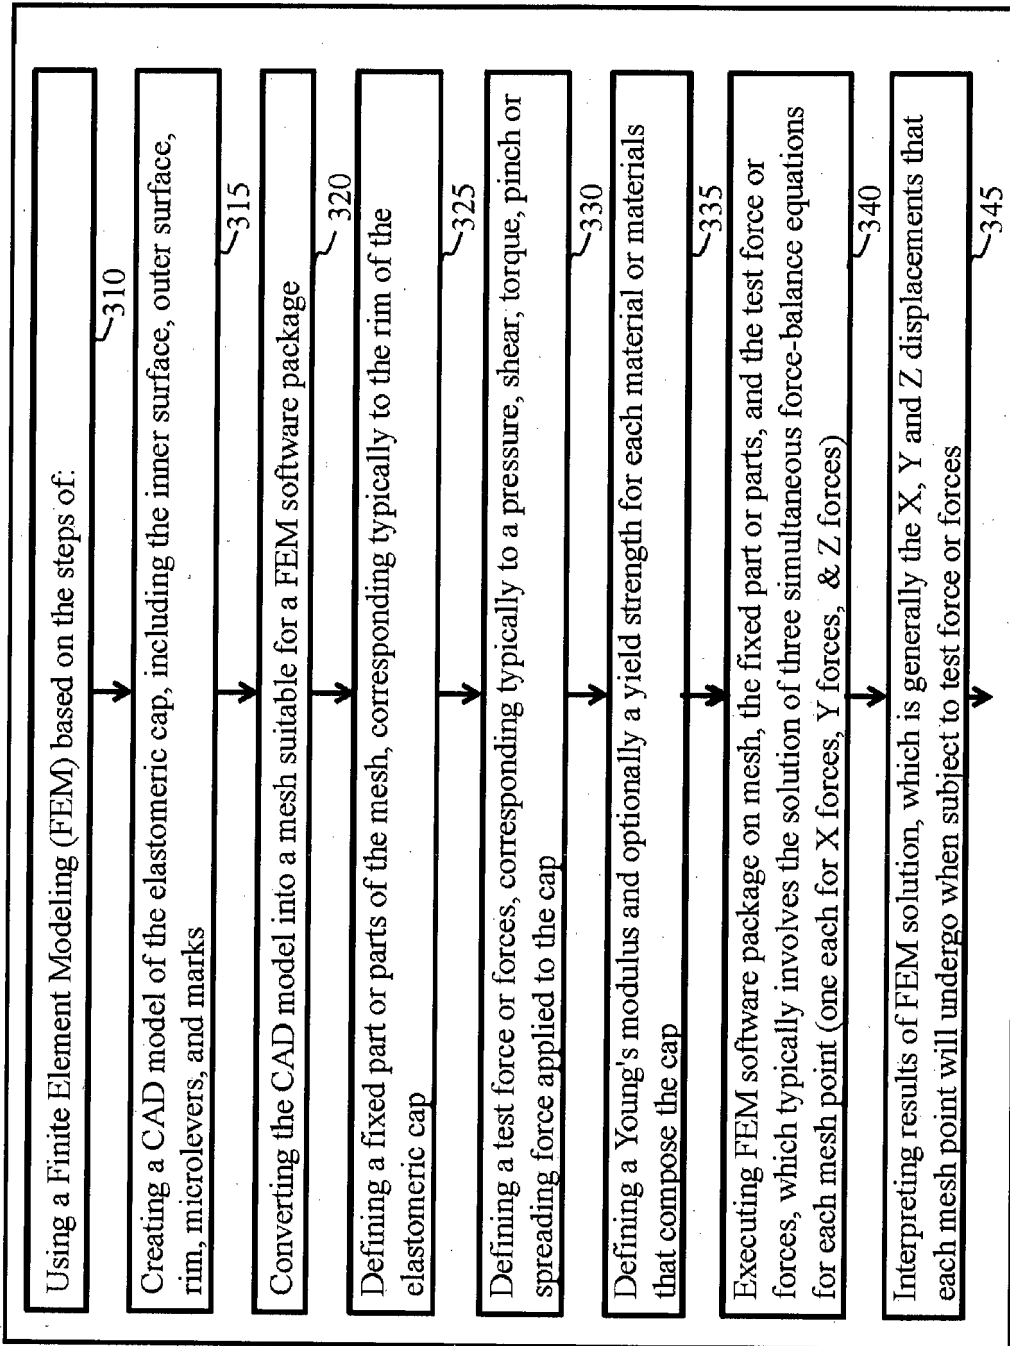 Using a Finite Element Modeling (FEM) based on the steps of:
310
Creating a CAD model of the elastomeric cap, including the inner surface, outer surface,
rim, microlevers, and marks
315
Converting the CAD model into a mesh suitable for a FEM software package
320
Defining a fixed part or parts of the mesh, corresponding typically to the rim of the
elastomeric cap
325
Defining a test force or forces, corresponding typically to a pressure, shear, torque, pinch or
spreading force applied to the cap
330
Defining a Young's modulus and optionally a yield strength for each material or materials
that compose the cap
335
Executing FEM software package on mesh, the fixed part or parts, and the test force or
forces, which typically involves the solution of three simultaneous force-balance equations
for each mesh point (one each for X forces, Y forces, & Z forces)
340
Interpreting results of FEM solution, which is generally the X, Y and Z displacements that
each mesh point will undergo when subject to test force or forces
345